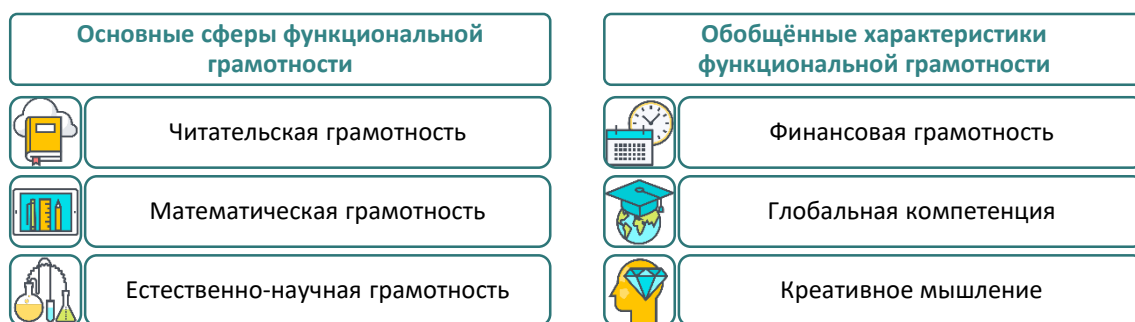 Основные сферы функциональной
грамотности
Читательская грамотность
Математическая грамотность
Естественно-научная грамотность
Обобщённые характеристики
функциональной грамотности
Финансовая грамотность
Глобальная компетенция
Креативное мышление